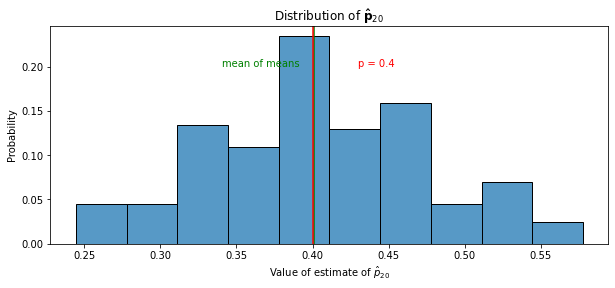 Distribution of p̂₂₀
mean of means
p = 0.4
Probability
0.20
0.15
0.10
0.05
0.00
0.25
0.30
0.35
0.40
0.45
0.50
0.55
Value of estimate of p̂₂₀